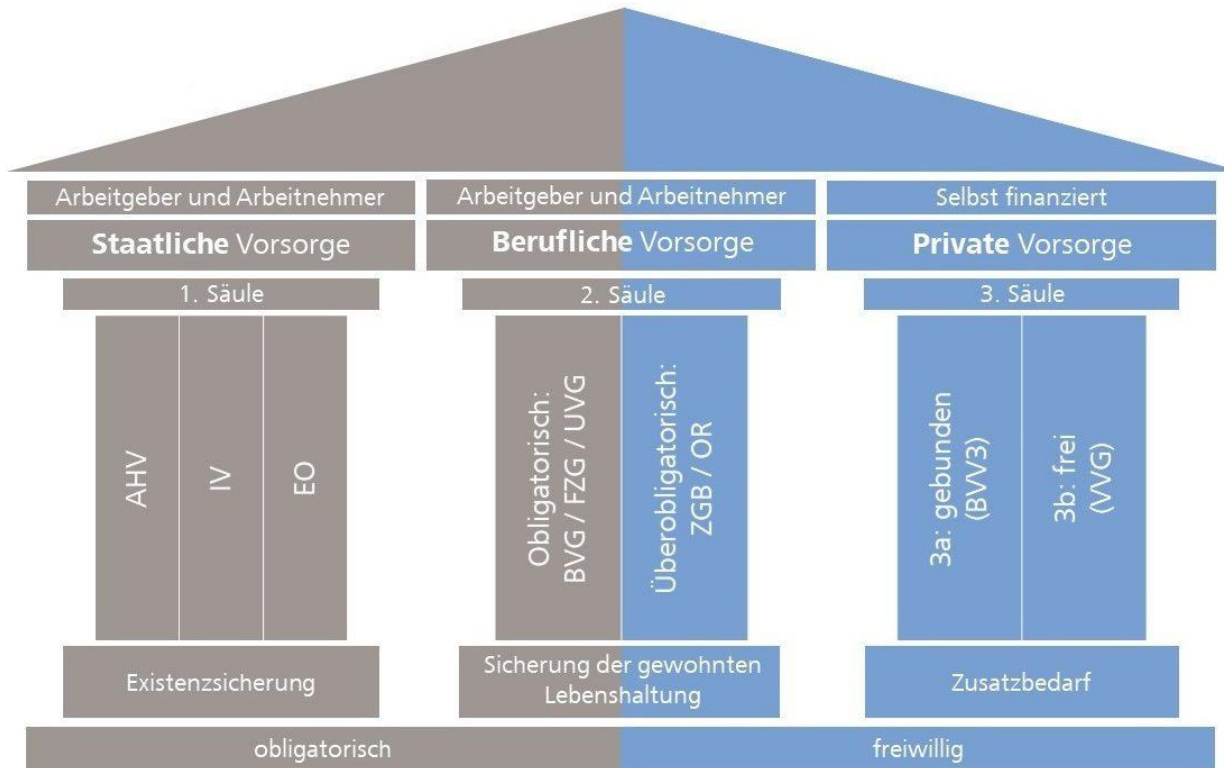 Arbeitgeber und Arbeitnehmer
Staatliche Vorsorge
1. Säule
AHV
IV
EO
Existenzsicherung
Arbeitgeber und Arbeitnehmer
Berufliche Vorsorge
2. Säule
Obligatorisch:
BVG / FZG / UVG
Überobligatorisch:
ZGB / OR
Sicherung der gewohnten
Lebenshaltung
Selbst finanziert
Private Vorsorge
3. Säule
3a: gebunden
(BVV3)
3b: frei
(VVG)
Zusatzbedarf
obligatorisch
freiwillig